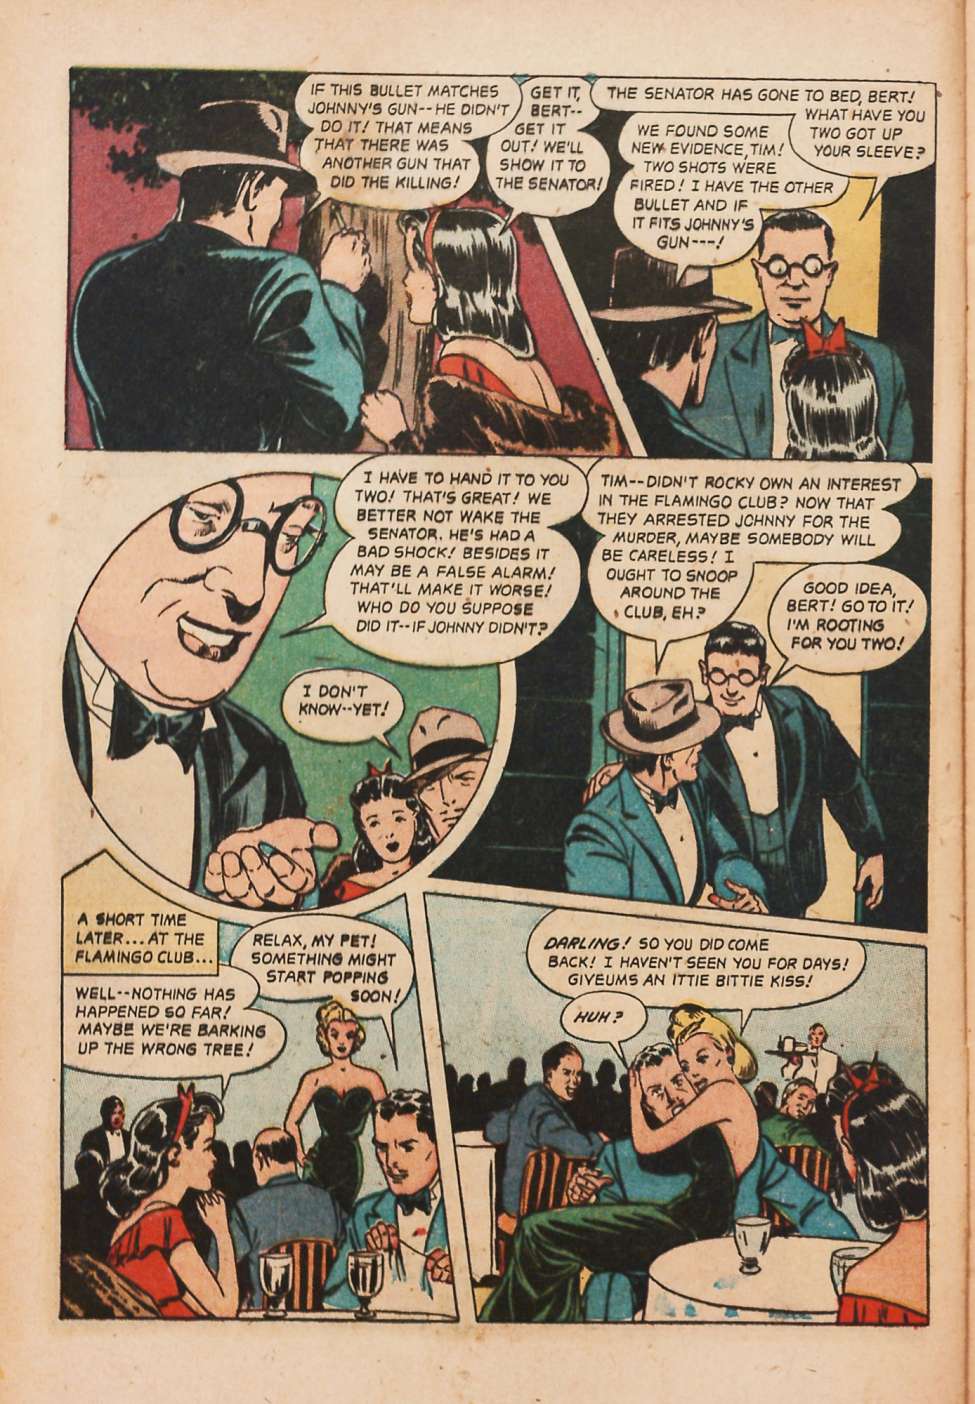 IF THIS BULLET MATCHES
JOHNNY'S GUN--HE DIDN'T
DO IT! THAT MEANS
THAT THERE WAS
ANOTHER GUN THAT
DID THE KILLING!
GET IT,
BERT--
GET IT
OUT! WE'LL
SHOW IT TO
THE SENATOR!
THE SENATOR HAS GONE TO BED, BERT!
WHAT HAVE YOU
TWO GOT UP
YOUR SLEEVE?
WE FOUND SOME
NEW EVIDENCE, TIM!
TWO SHOTS WERE
FIRED! I HAVE THE OTHER
BULLET AND IF
IT FITS JOHNNY'S
GUN---!
I HAVE TO HAND IT TO YOU
TWO! THAT'S GREAT! WE
BETTER NOT WAKE THE
SENATOR. HE'S HAD A
BAD SHOCK! BESIDES IT
MAY BE A FALSE ALARM!
THAT'LL MAKE IT WORSE!
WHO DO YOU SUPPOSE
DID IT--IF JOHNNY DIDN'T?
I DON'T
KNOW--YET!
TIM--DIDN'T ROCKY OWN AN INTEREST
IN THE FLAMINGO CLUB? NOW THAT
THEY ARRESTED JOHNNY FOR THE
MURDER, MAYBE SOMEBODY WILL
BE CARELESS! I
OUGHT TO SNOOP
AROUND THE
CLUB, EH?
GOOD IDEA,
BERT! GO TO IT!
I'M ROOTING
FOR YOU TWO!
A SHORT TIME
LATER...AT THE
FLAMINGO CLUB...
WELL--NOTHING HAS
HAPPENED SO FAR!
MAYBE WE'RE BARKING
UP THE WRONG TREE!
RELAX, MY PET!
SOMETHING MIGHT
START POPPING
SOON!
DARLING! SO YOU DID COME
BACK! I HAVEN'T SEEN YOU FOR DAYS!
GIVEUMS AN ITTIE BITTIE KISS!
HUH?